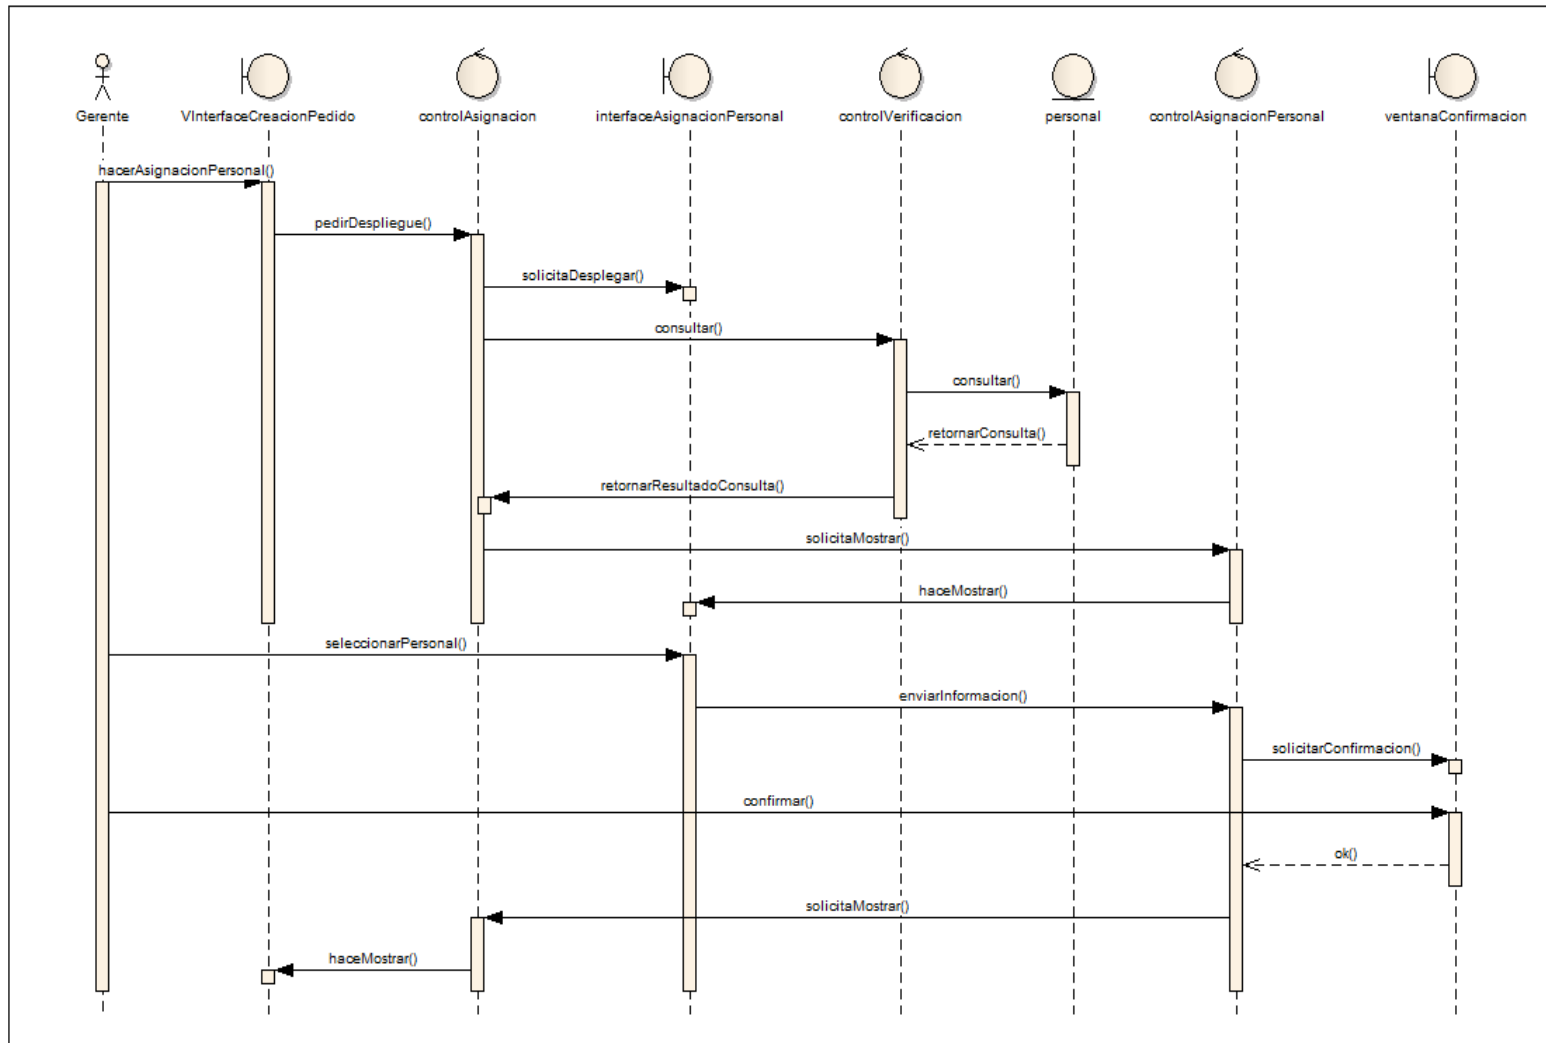 Gerente
VInterfaceCreacionPedido
controlAsignacion
interfaceAsignacionPersonal
controlVerificacion
personal
controlAsignacionPersonal
ventanaConfirmacion
hacerAsignacionPersonal()
pedirDespliegue()
solicitaDesplegar()
consultar()
consultar()
retornarConsulta()
retornarResultadoConsulta()
solicitaMostrar()
haceMostrar()
seleccionarPersonal()
enviarInformacion()
solicitarConfirmacion()
confirmar()
ok()
solicitaMostrar()
haceMostrar()